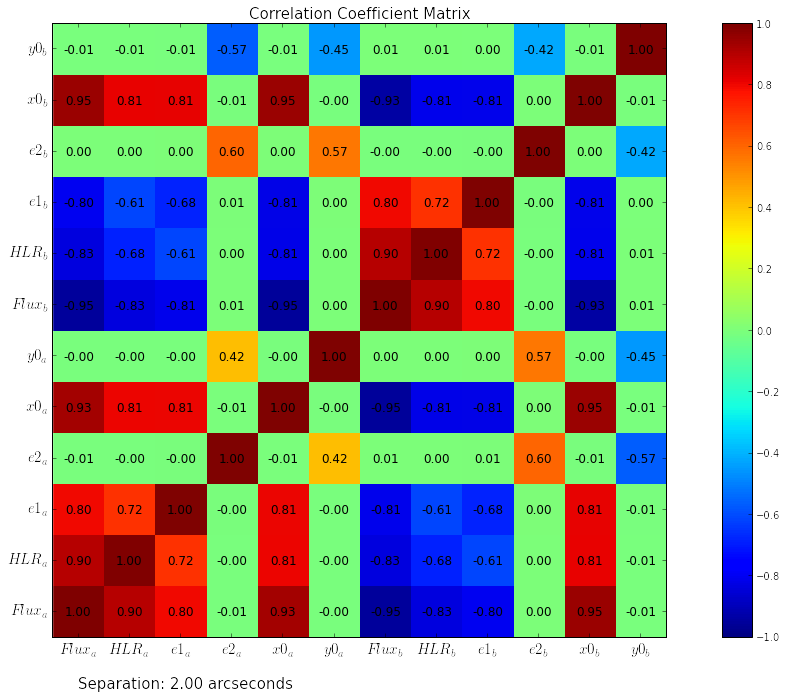 Correlation Coefficient Matrix
y0_b -0.01 -0.01 -0.01 -0.57 -0.01 -0.45 0.01 0.01 0.00 -0.42 -0.01 1.00 1.0
x0_b 0.95 0.81 0.81 -0.01 0.95 -0.00 -0.93 -0.81 -0.81 0.00 1.00 -0.01 0.8
e2_b 0.00 0.00 0.00 0.60 0.00 0.57 -0.00 -0.00 -0.00 1.00 0.00 -0.42 0.6
e1_b -0.80 -0.61 -0.68 0.01 -0.81 0.00 0.80 0.72 1.00 -0.00 -0.81 0.00 0.4
HLR_b -0.83 -0.68 -0.61 0.00 -0.81 0.00 0.90 1.00 0.72 -0.00 -0.81 0.01 0.2
Flux_b -0.95 -0.83 -0.81 0.01 -0.95 0.00 1.00 0.90 0.80 -0.00 -0.93 0.01 0.0
y0_a -0.00 -0.00 -0.00 0.42 -0.00 1.00 0.00 0.00 0.00 0.57 -0.00 -0.45 -0.2
x0_a 0.93 0.81 0.81 -0.01 1.00 -0.00 -0.95 -0.81 -0.81 0.00 0.95 -0.01
e2_a -0.01 -0.00 -0.00 1.00 -0.01 0.42 0.01 0.00 0.01 0.60 -0.01 -0.57 -0.4
e1_a 0.80 0.72 1.00 -0.00 0.81 -0.00 -0.81 -0.61 -0.68 0.00 0.81 -0.01 -0.6
HLR_a 0.90 1.00 0.72 -0.00 0.81 -0.00 -0.83 -0.68 -0.61 0.00 0.81 -0.01 -0.8
Flux_a 1.00 0.90 0.80 -0.01 0.93 -0.00 -0.95 -0.83 -0.80 0.00 0.95 -0.01 -1.0
Flux_a HLR_a e1_a e2_a x0_a y0_a Flux_b HLR_b e1_b e2_b x0_b y0_b
Separation: 2.00 arcseconds